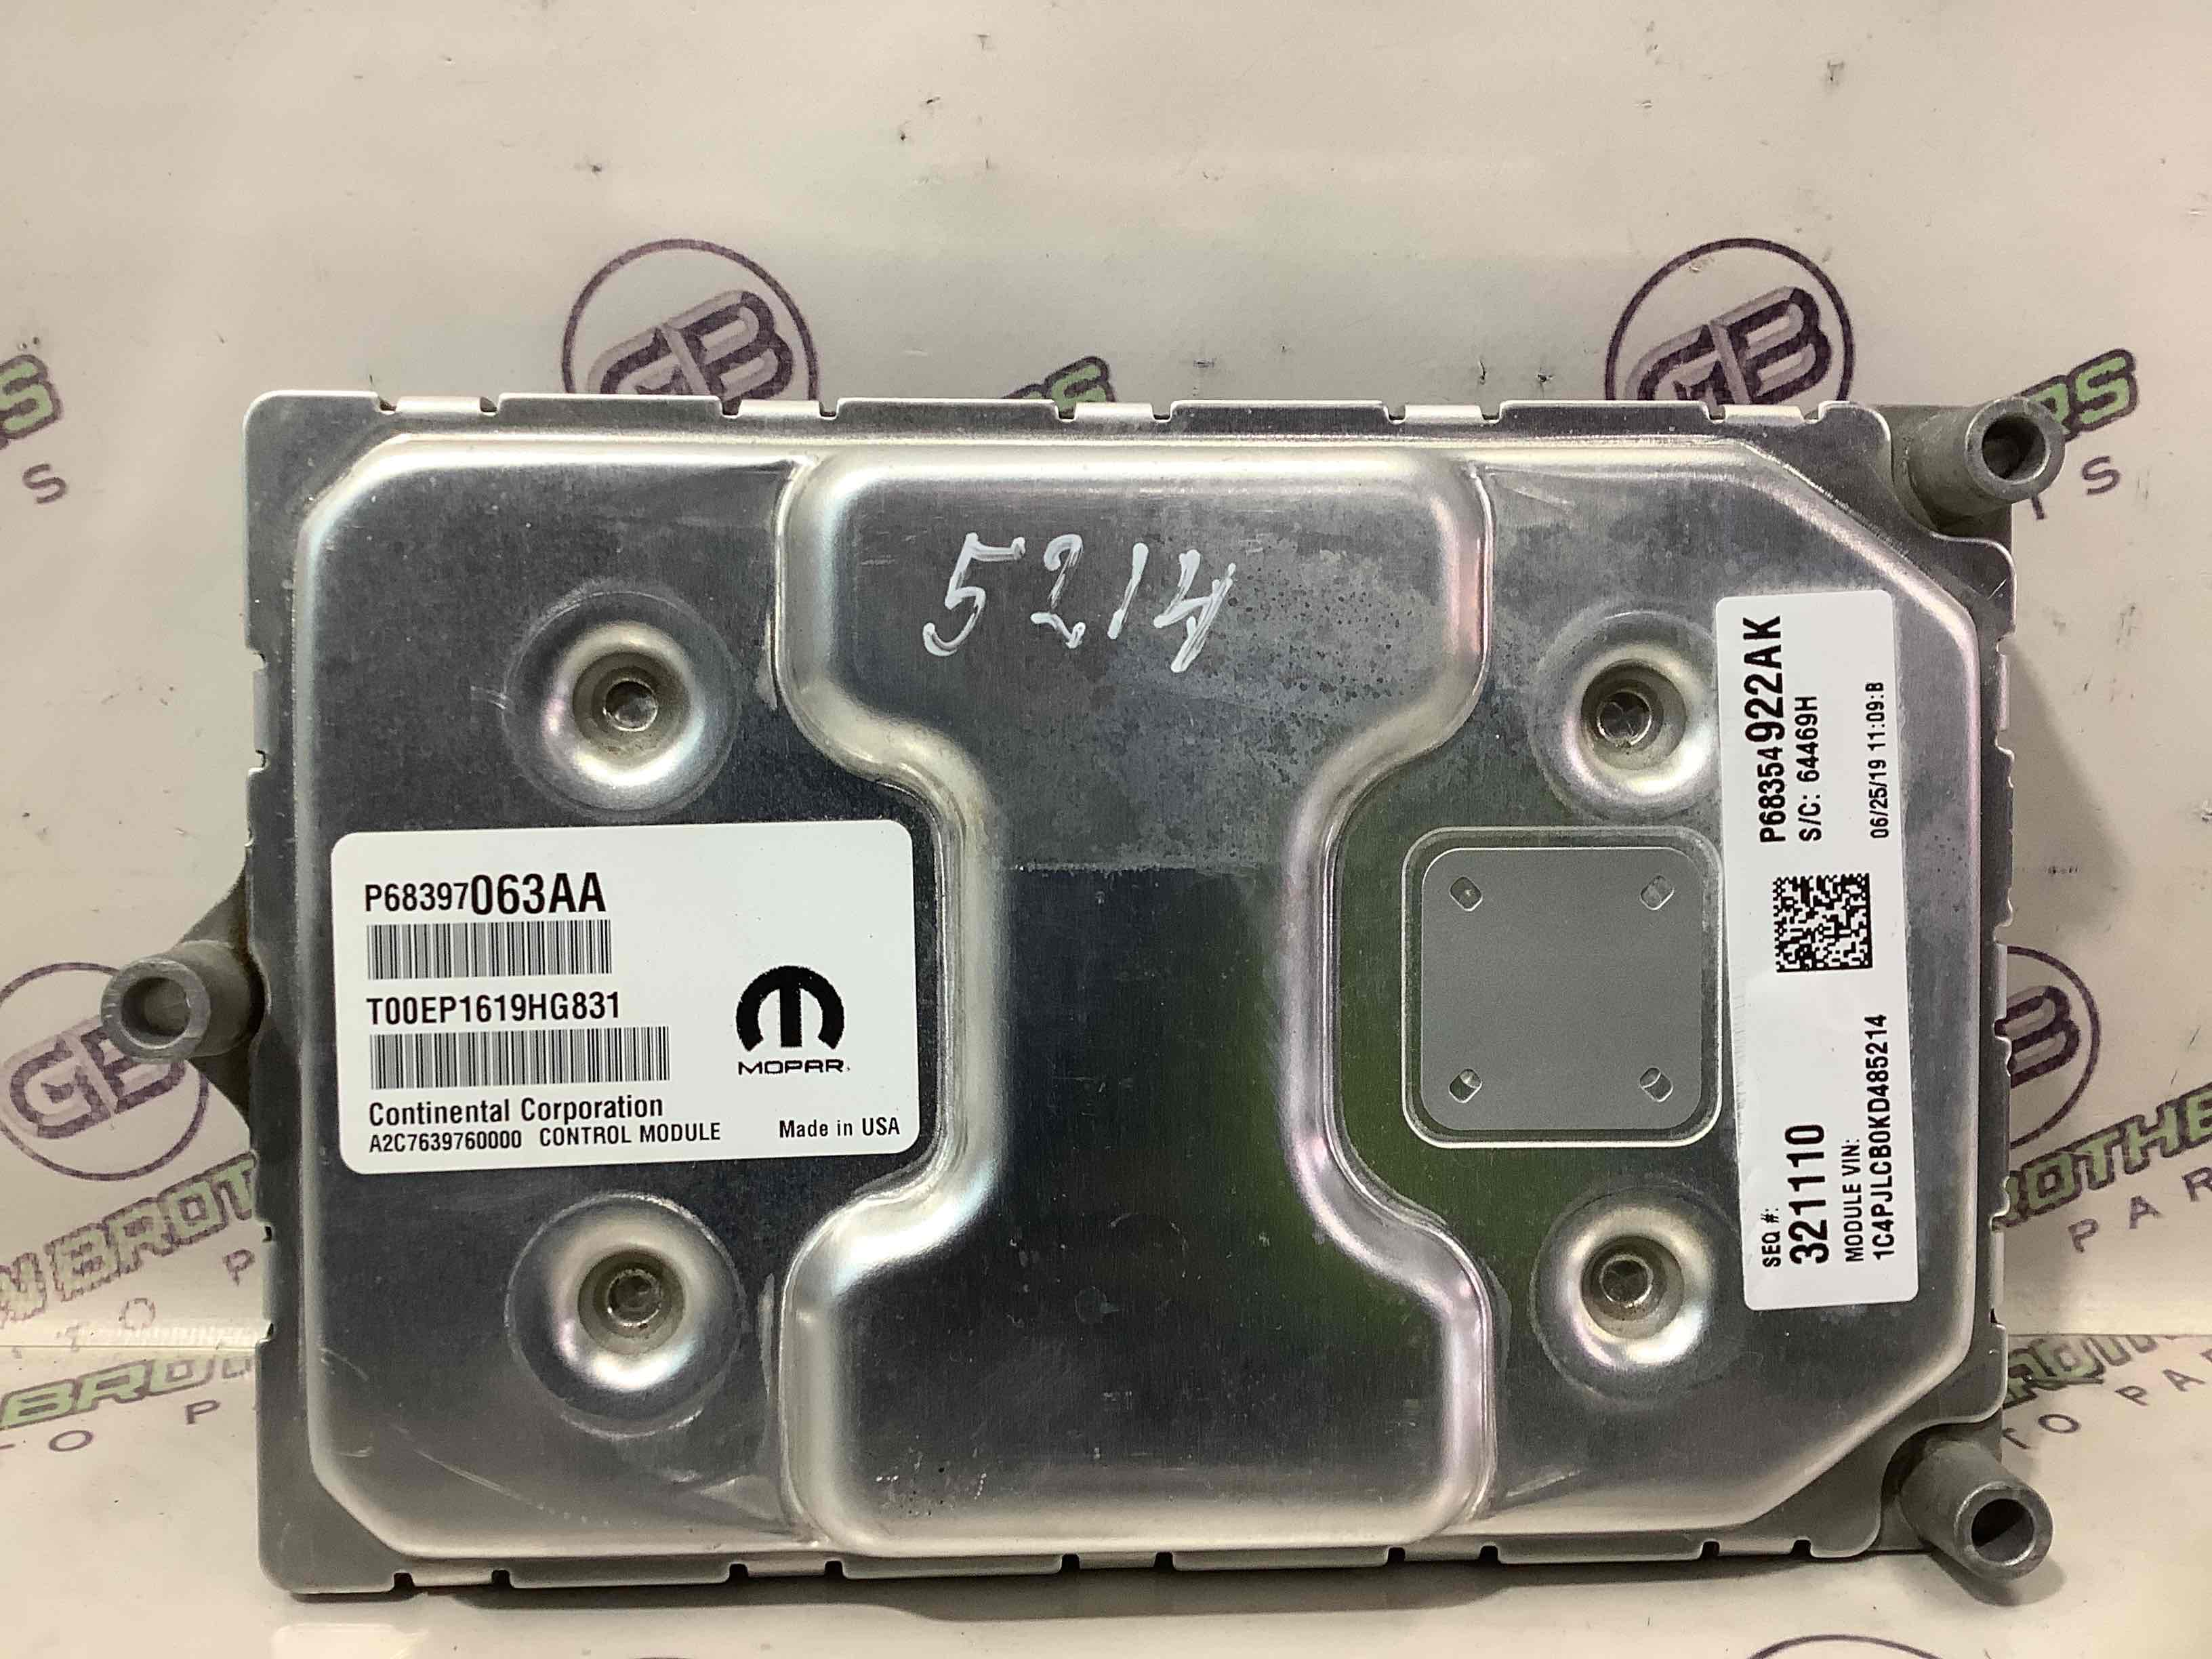 5214
P68397063AA
T00EP1619HG831
MOPAR
Continental Corporation
A2C7639760000 CONTROL MODULE Made in USA
P68354922AK
S/C: 64469H
06/25/19 11:09:B
SEQ #:
321110
MODULE VIN:
1C4PJLCB0KD485214